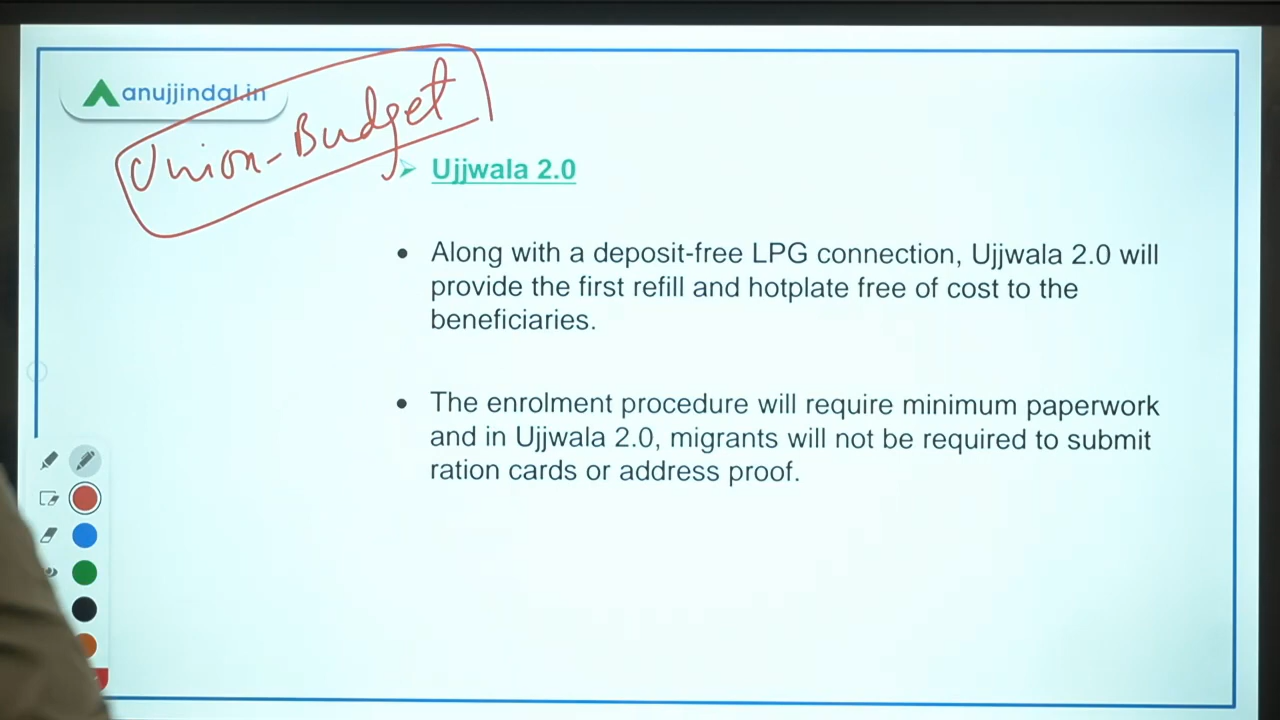 anujjindal.in
Union-Budget
Ujjwala 2.0
Along with a deposit-free LPG connection, Ujjwala 2.0 will
provide the first refill and hotplate free of cost to the
beneficiaries.
The enrolment procedure will require minimum paperwork
and in Ujjwala 2.0, migrants will not be required to submit
ration cards or address proof.